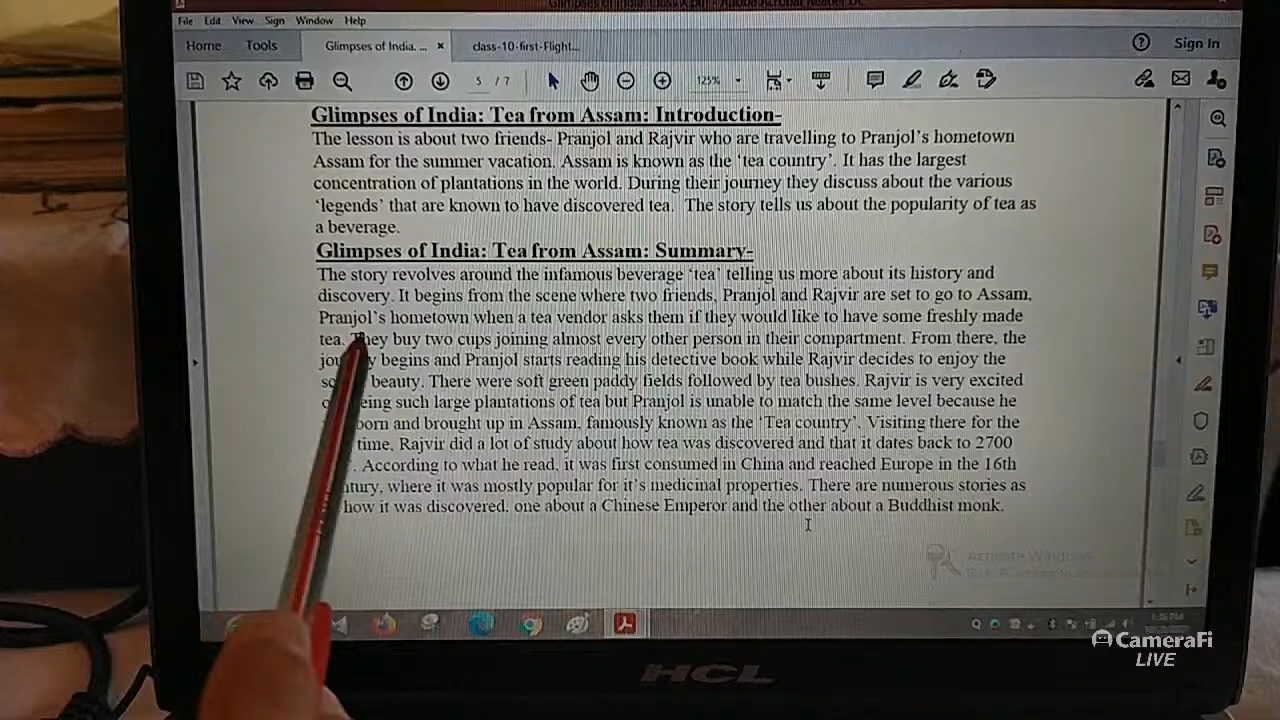 File Edit View Sign Window Help
Home Tools Glimpses of India. ... × class-10-first-Flight... Sign In
5 / 7 125%
Glimpses of India: Tea from Assam: Introduction-
The lesson is about two friends- Pranjol and Rajvir who are travelling to Pranjol's hometown
Assam for the summer vacation. Assam is known as the 'tea country'. It has the largest
concentration of plantations in the world. During their journey they discuss about the various
'legends' that are known to have discovered tea. The story tells us about the popularity of tea as
a beverage.
Glimpses of India: Tea from Assam: Summary-
The story revolves around the infamous beverage 'tea' telling us more about its history and
discovery. It begins from the scene where two friends, Pranjol and Rajvir are set to go to Assam,
Pranjol's hometown when a tea vendor asks them if they would like to have some freshly made
tea. They buy two cups joining almost every other person in their compartment. From there, the
begins and Pranjol starts reading his detective book while Rajvir decides to enjoy the
beauty. There were soft green paddy fields followed by tea bushes. Rajvir is very excited
such large plantations of tea but Pranjol is unable to match the same level because he
born and brought up in Assam, famously known as the 'Tea country'. Visiting there for the
time, Rajvir did a lot of study about how tea was discovered and that it dates back to 2700
According to what he read, it was first consumed in China and reached Europe in the 16th
where it was mostly popular for it's medicinal properties. There are numerous stories as
how it was discovered, one about a Chinese Emperor and the other about a Buddhist monk.
Activate Windows
HCL
CameraFi
LIVE